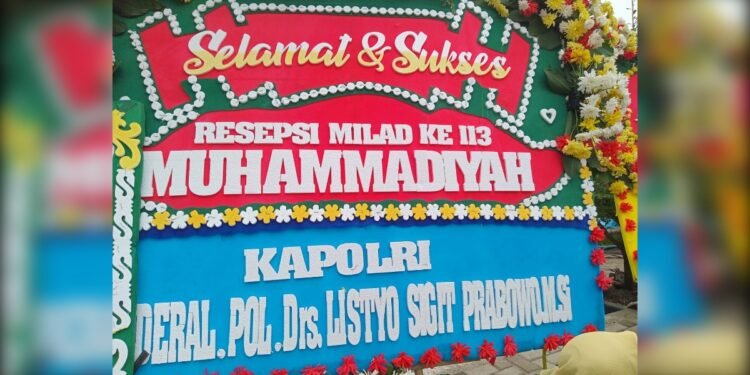 Selamat & Sukses
RESEPSI MILAD KE 113
MUHAMMADIYAH
KAPOLRI
DERAL. POL. Drs. LISTYO SIGIT PRABOWO,M.Si